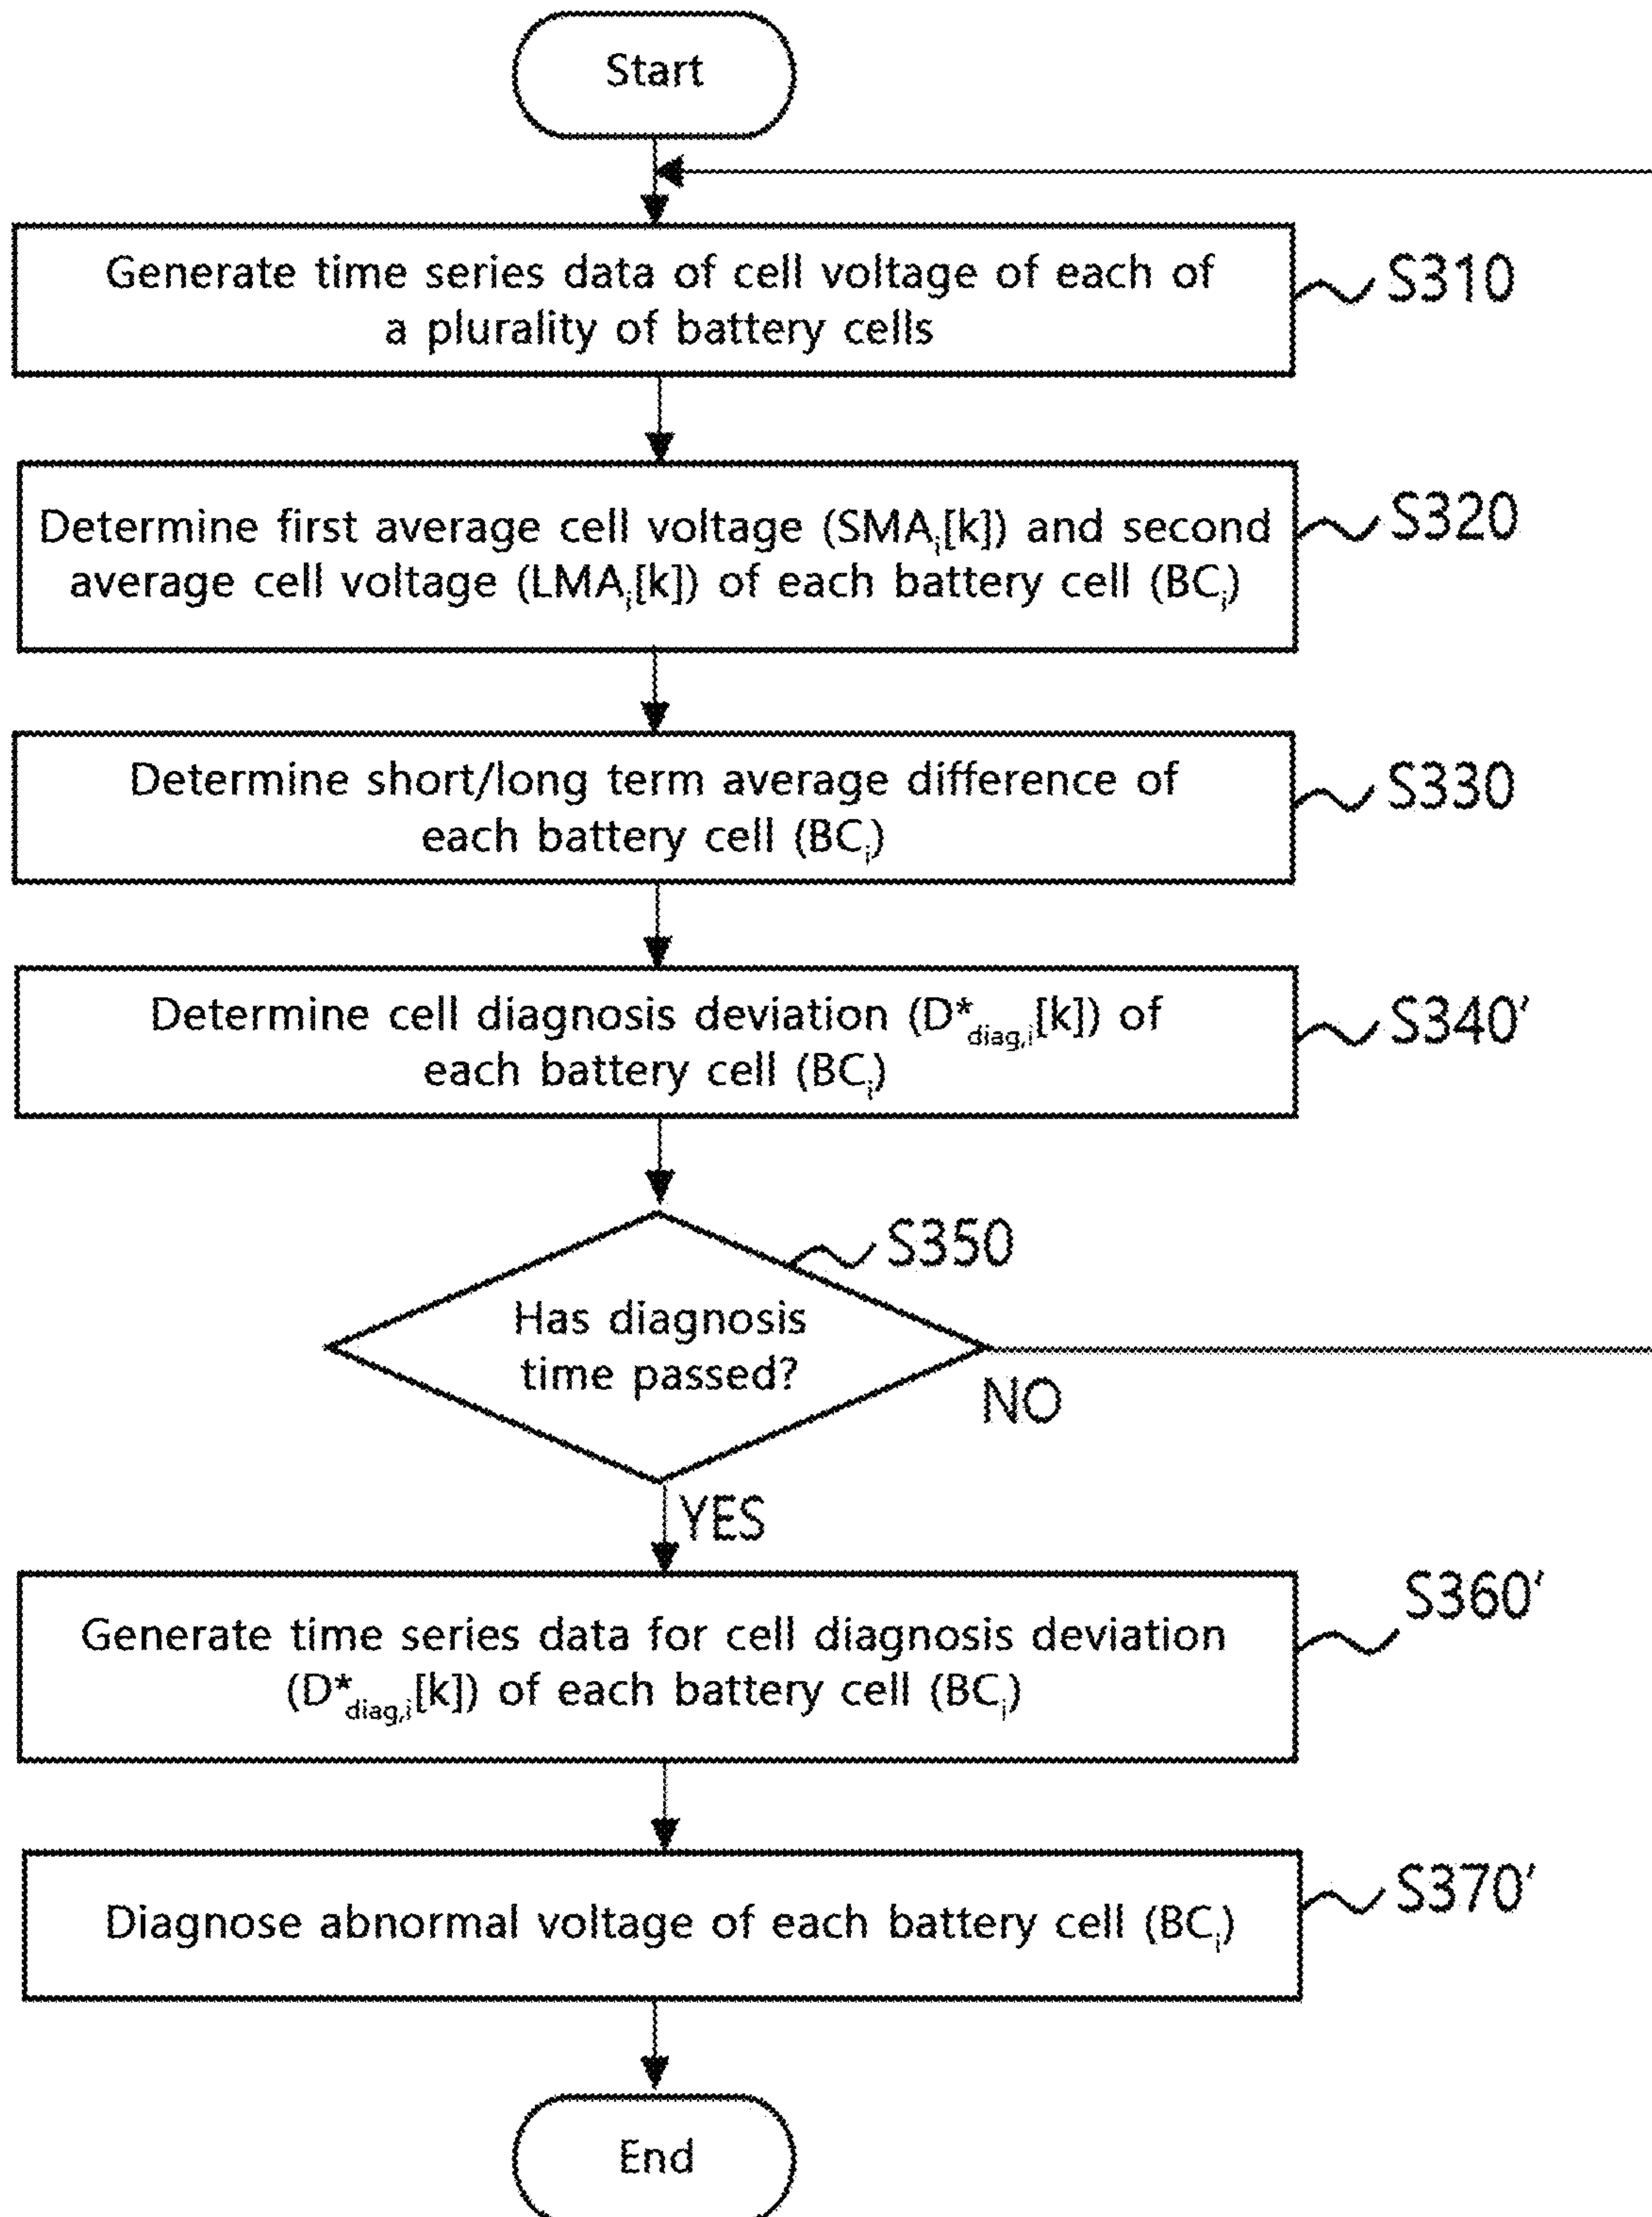 Start
Generate time series data of cell voltage of each of
a plurality of battery cells
S310
Determine first average cell voltage (SMAi[k]) and second
average cell voltage (LMAi[k]) of each battery cell (BCi)
S320
Determine short/long term average difference of
each battery cell (BCi)
S330
Determine cell diagnosis deviation (D*diag,i[k]) of
each battery cell (BCi)
S340'
S350
Has diagnosis
time passed?
NO
YES
Generate time series data for cell diagnosis deviation
(D*diag,i[k]) of each battery cell (BCi)
S360'
Diagnose abnormal voltage of each battery cell (BCi)
S370'
End